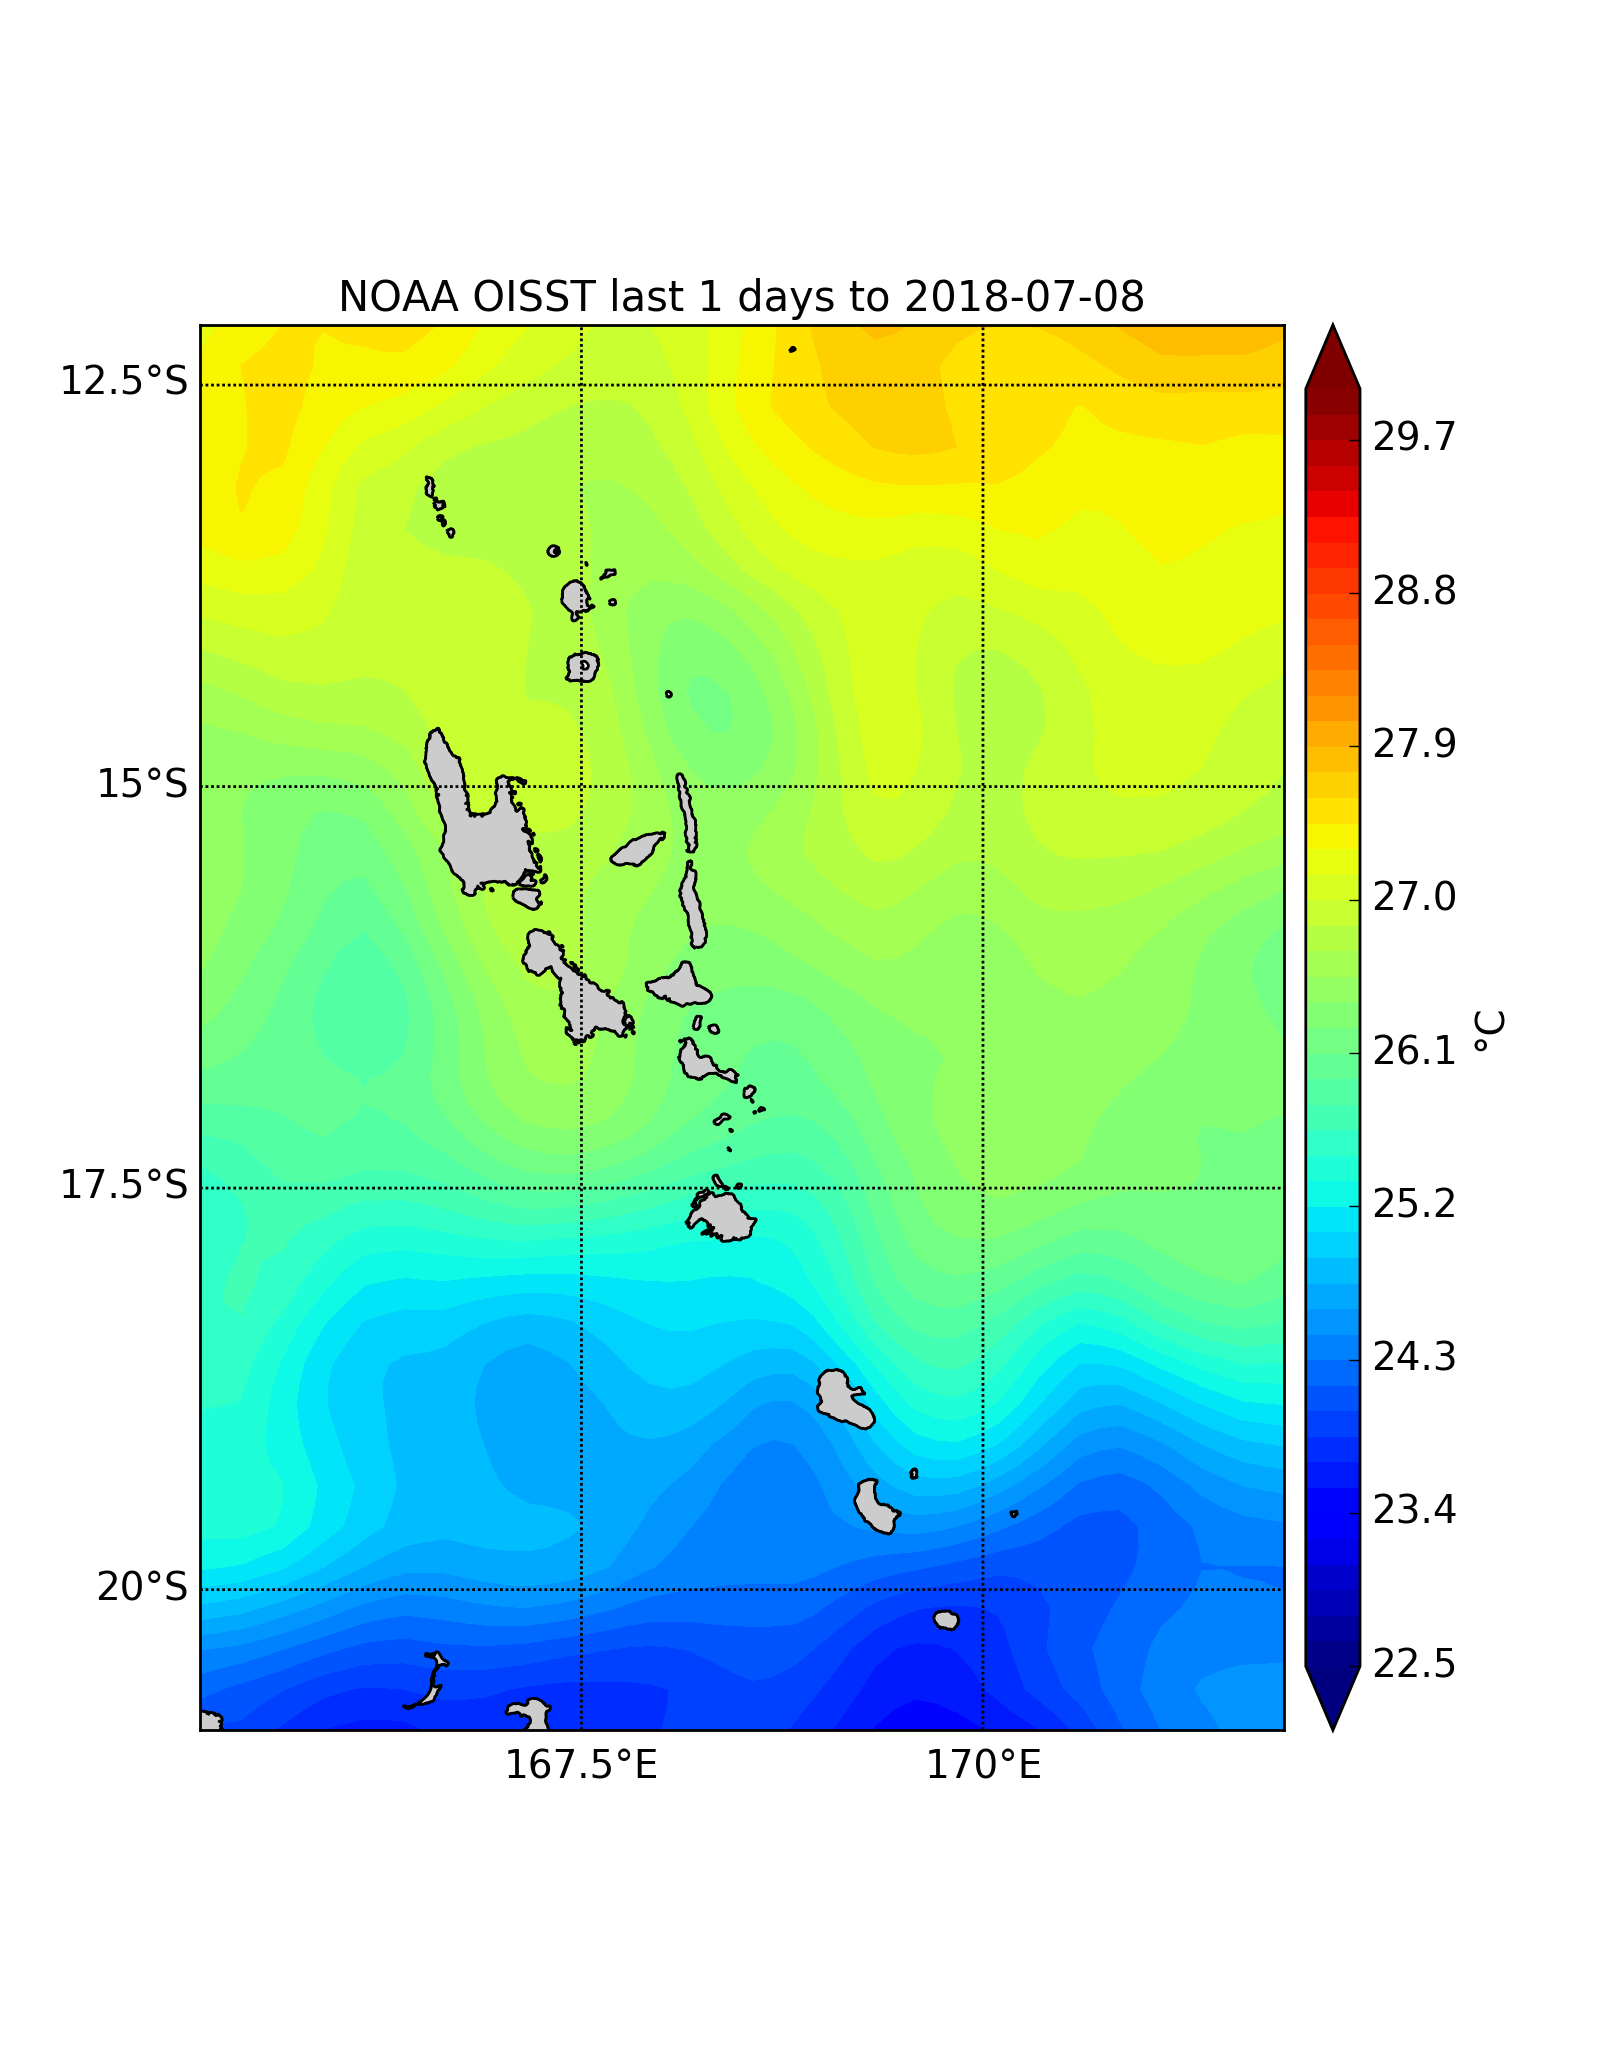 NOAA OISST last 1 days to 2018-07-08
12.5°S
15°S
17.5°S
20°S
167.5°E
170°E
29.7
28.8
27.9
27.0
26.1
25.2
24.3
23.4
22.5
°C